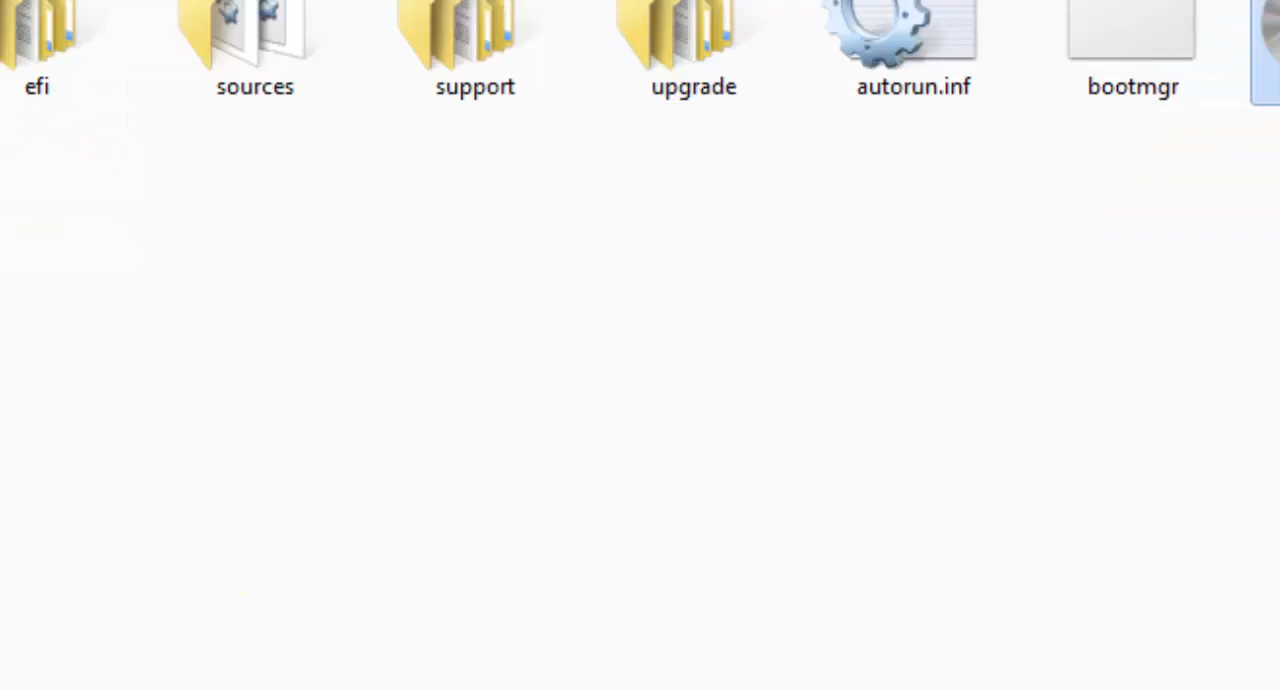 efi
sources
support
upgrade
autorun.inf
bootmgr